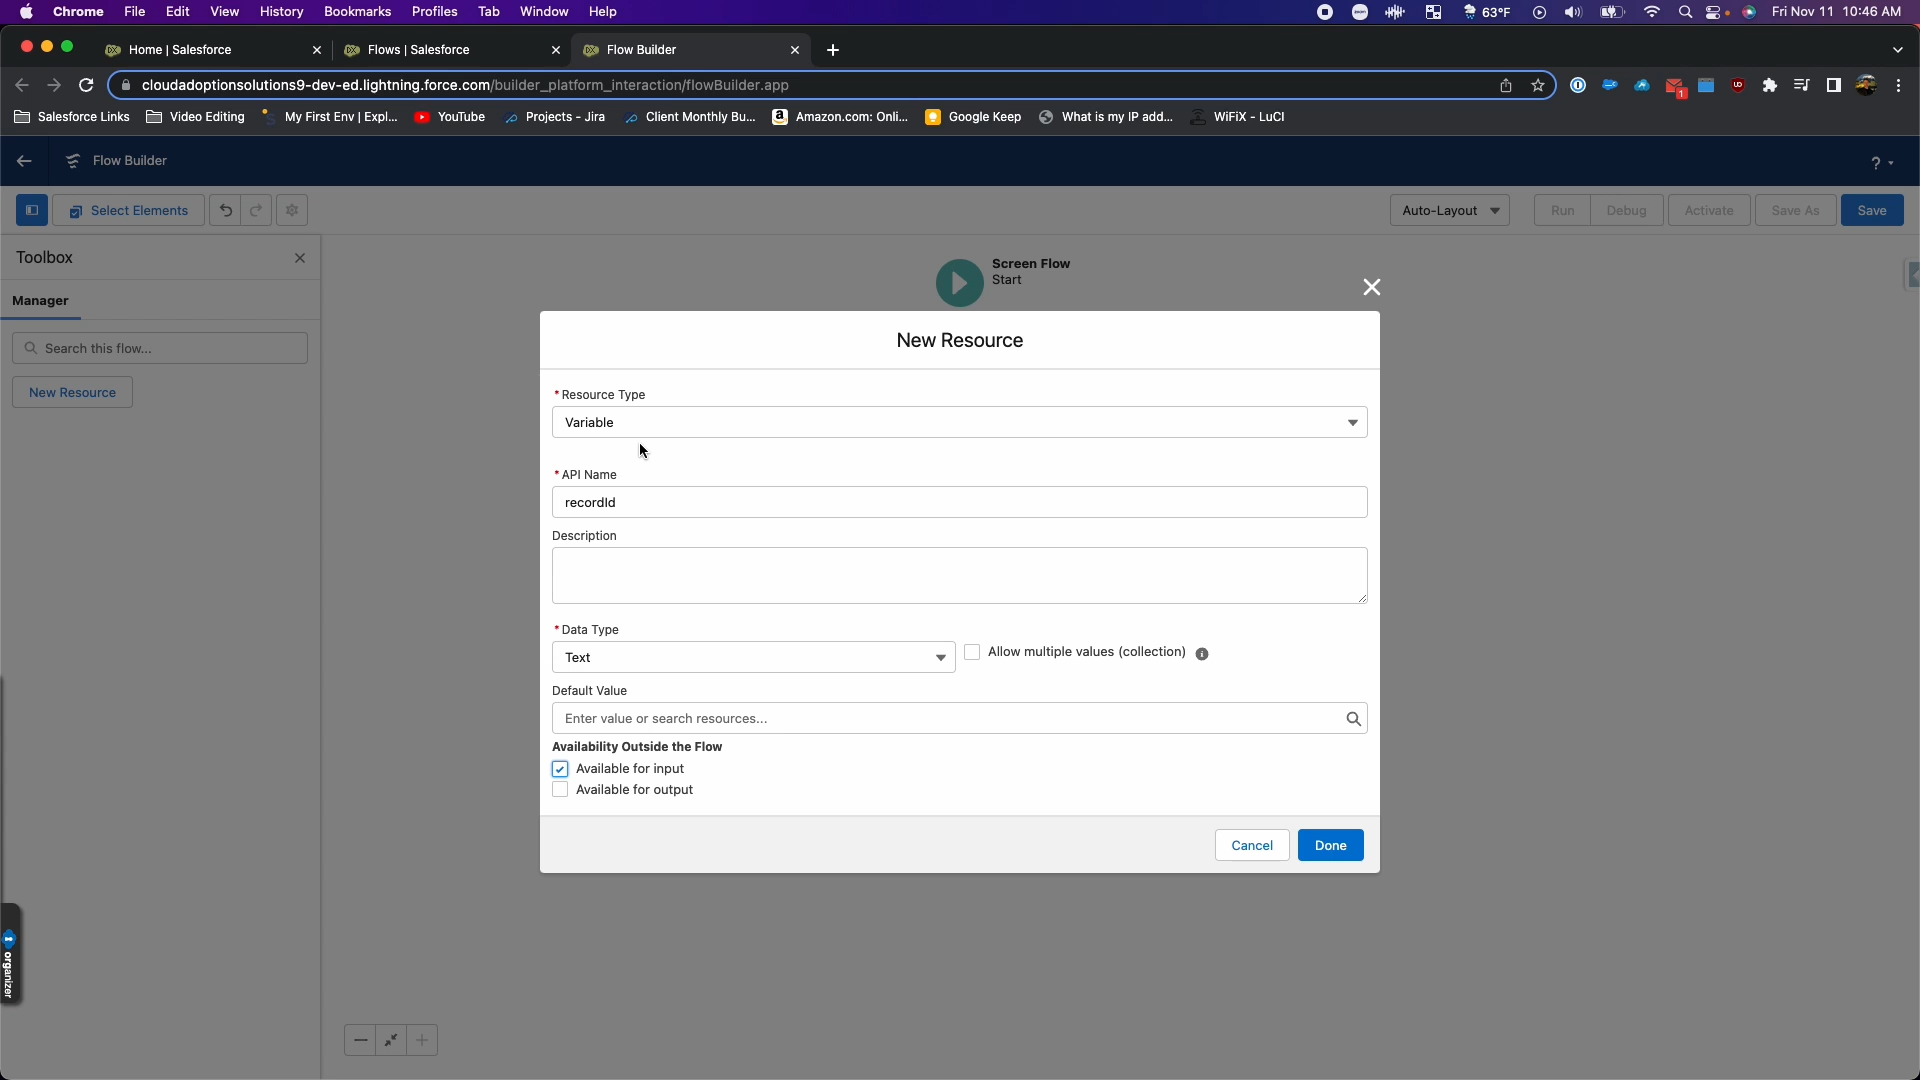 Chrome File Edit View History Bookmarks Profiles Tab Window Help 63°F Fri Nov 11 10:46 AM
Home | Salesforce Flows | Salesforce Flow Builder
cloudadoptionsolutions9-dev-ed.lightning.force.com/builder_platform_interaction/flowBuilder.app 1
Salesforce Links Video Editing My First Env | Expl... YouTube Projects - Jira Client Monthly Bu... Amazon.com: Onli... Google Keep What is my IP add... WiFiX - LuCI
Flow Builder ?
Select Elements Auto-Layout Run Debug Activate Save As Save
Toolbox
Manager
Search this flow...
New Resource
Screen Flow
Start
New Resource
* Resource Type
Variable
* API Name
recordId
Description
* Data Type
Text Allow multiple values (collection)
Default Value
Enter value or search resources...
Availability Outside the Flow
Available for input
Available for output
Cancel Done
organizer